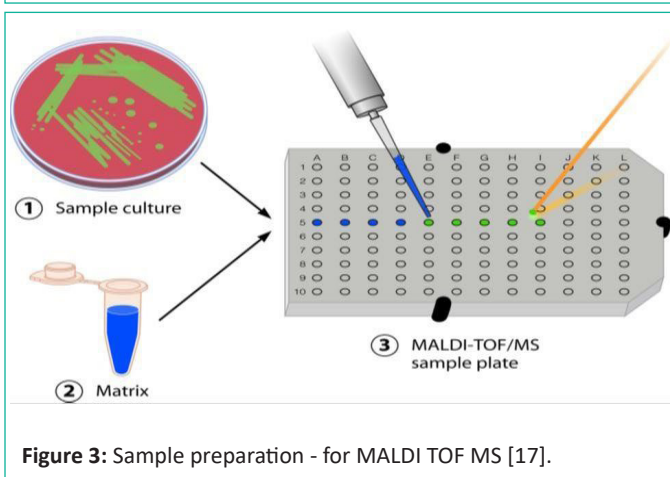 1 Sample culture
2 Matrix
A B C D E F G H I J K L
1
2
3
4
5
6
7
8
9
10
3 MALDI-TOF/MS
sample plate
Figure 3: Sample preparation - for MALDI TOF MS [17].